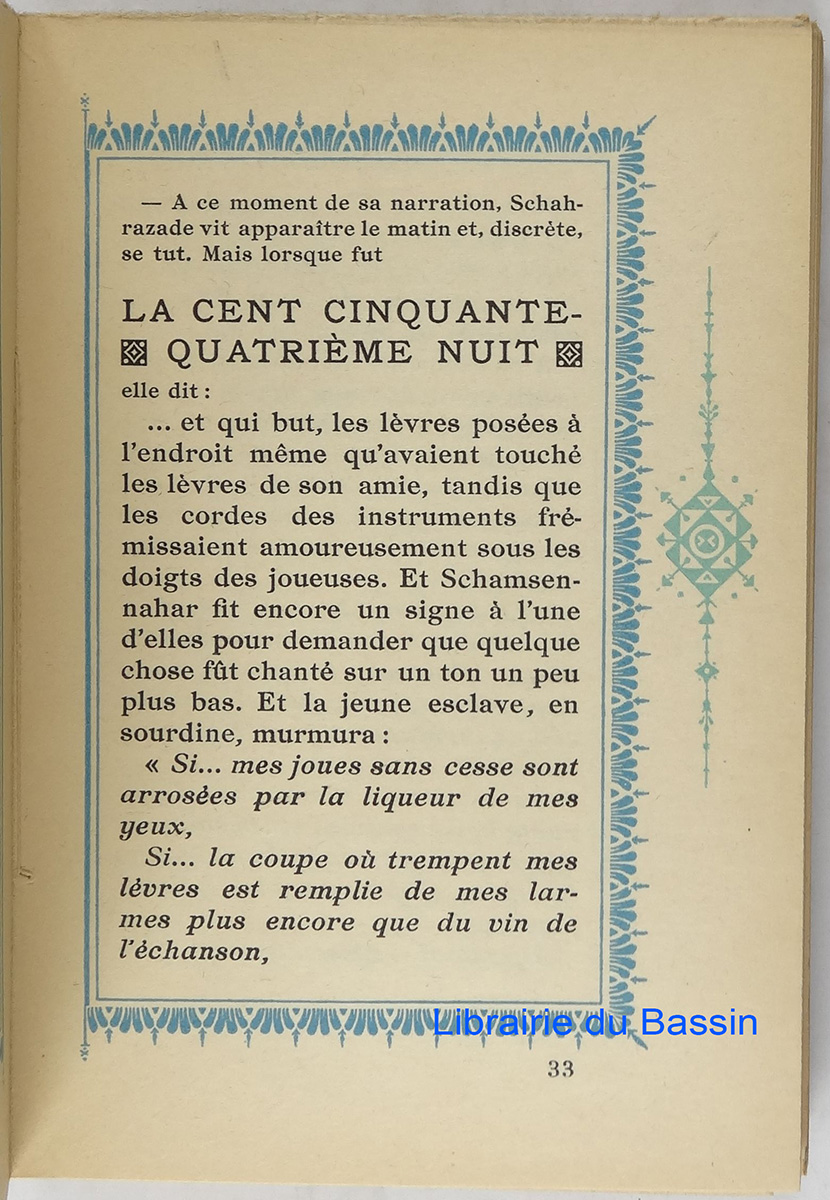 — A ce moment de sa narration, Schah-
razade vit apparaître le matin et, discrète,
se tut. Mais lorsque fut
LA CENT CINQUANTE-
QUATRIÈME NUIT
elle dit :
... et qui but, les lèvres posées à
l'endroit même qu'avaient touché
les lèvres de son amie, tandis que
les cordes des instruments fré-
missaient amoureusement sous les
doigts des joueuses. Et Schamsen-
nahar fit encore un signe à l'une
d'elles pour demander que quelque
chose fût chanté sur un ton un peu
plus bas. Et la jeune esclave, en
sourdine, murmura :
« Si... mes joues sans cesse sont
arrosées par la liqueur de mes
yeux,
Si... la coupe où trempent mes
lèvres est remplie de mes lar-
mes plus encore que du vin de
l'échanson,
Librairie du Bassin
33